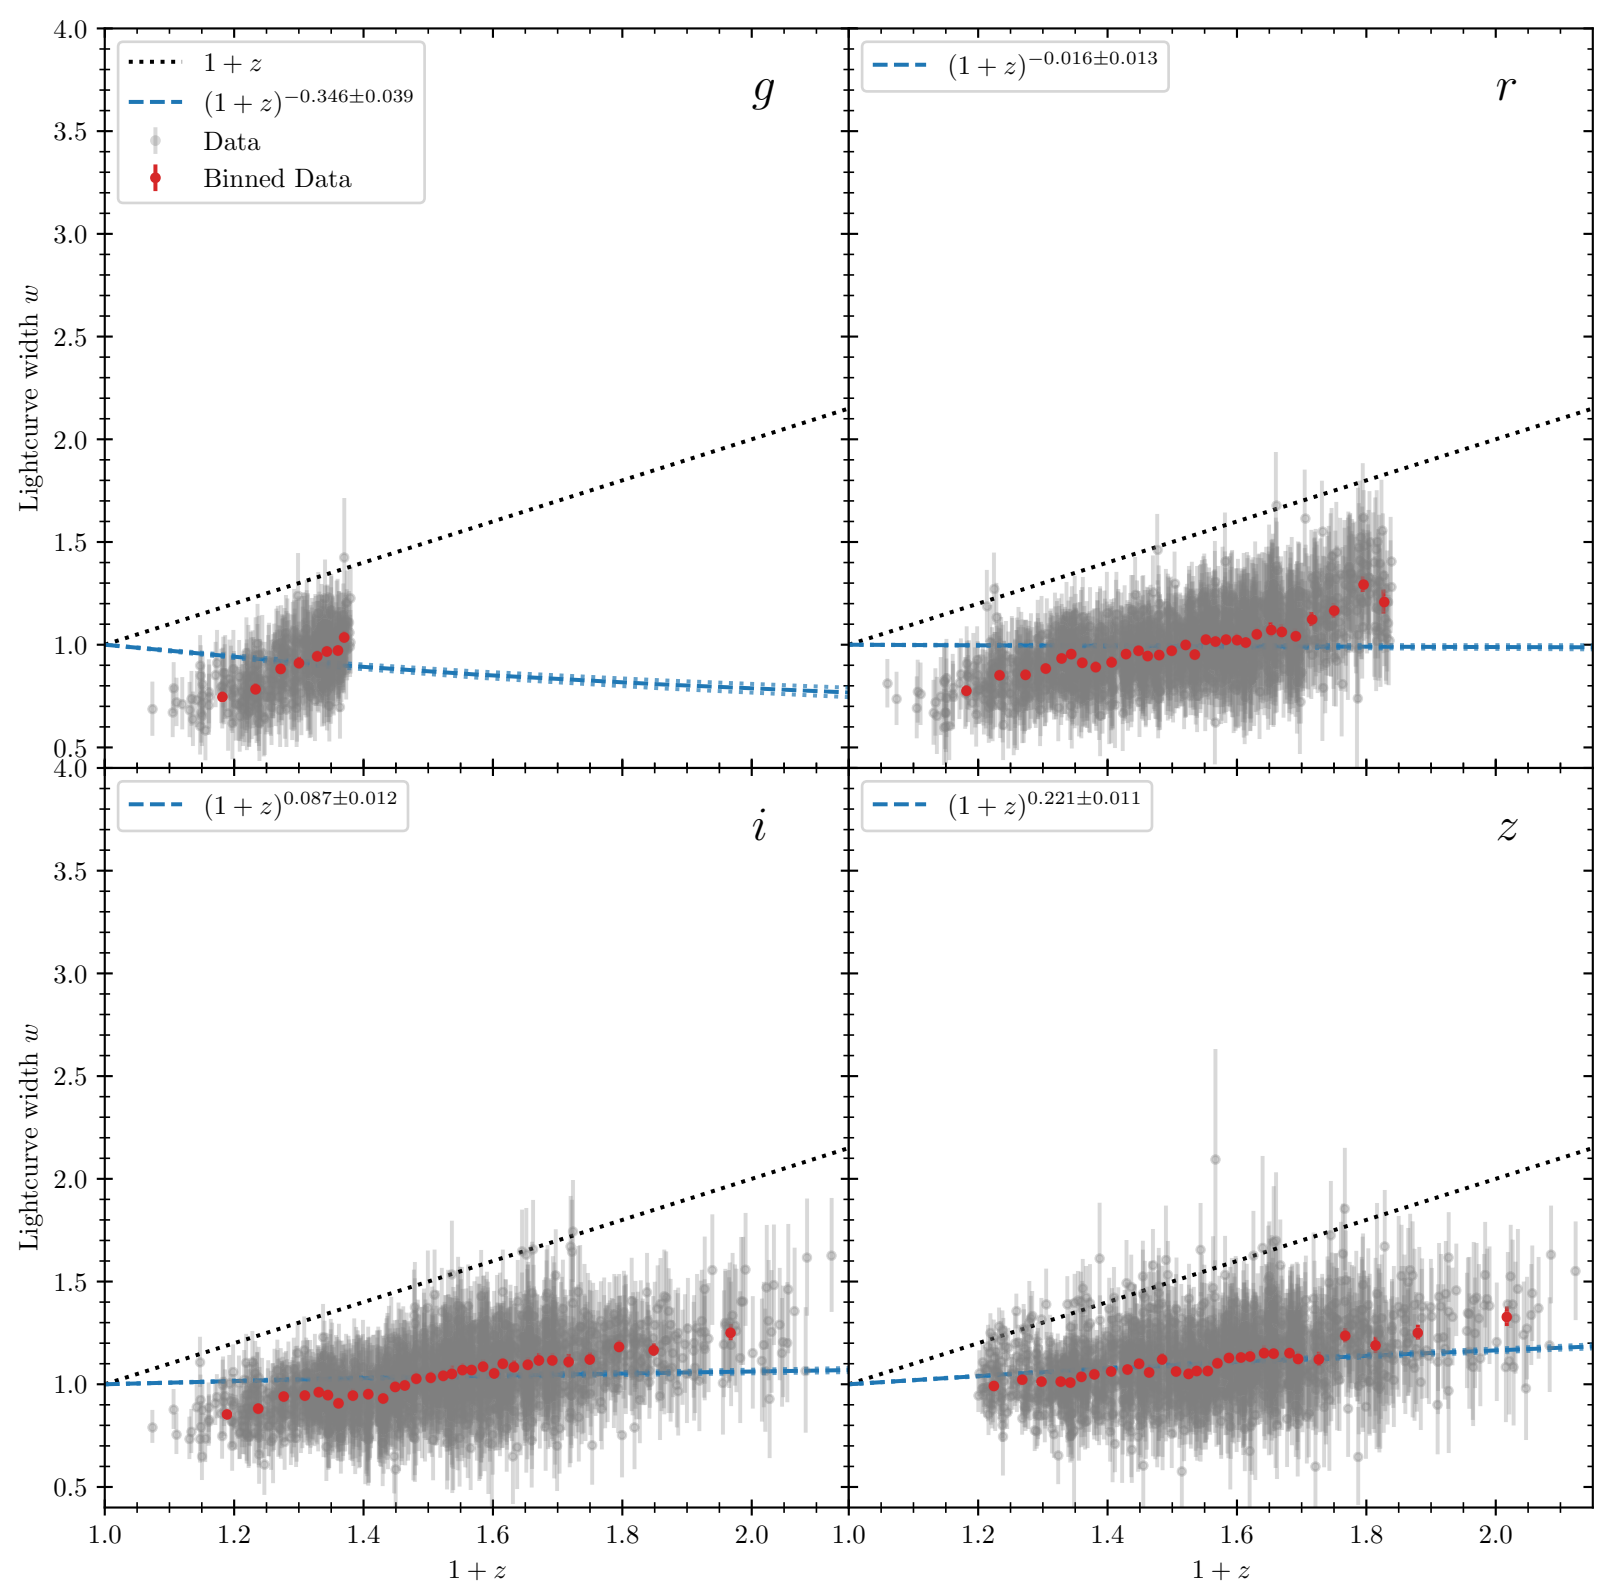 4.0
3.5
3.0
2.5
2.0
1.5
1.0
0.5
Lightcurve width w
1 + z
(1 + z)^{-0.346±0.039}
Data
Binned Data
g
(1 + z)^{-0.016±0.013}
r
4.0
3.5
3.0
2.5
2.0
1.5
1.0
0.5
Lightcurve width w
(1 + z)^{0.087±0.012}
i
(1 + z)^{0.221±0.011}
z
1.0 1.2 1.4 1.6 1.8 2.0 1.0 1.2 1.4 1.6 1.8 2.0
1 + z 1 + z